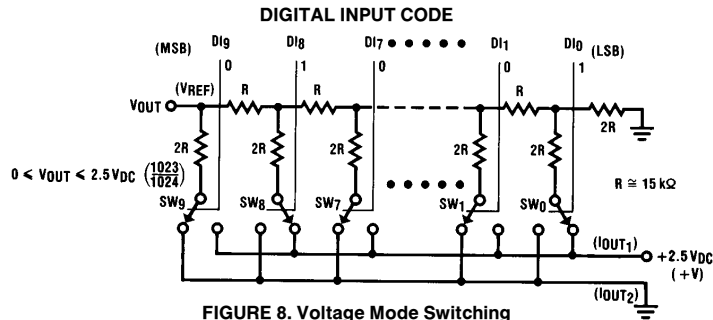 DIGITAL INPUT CODE
(MSB) DI9 DI8 DI7 DI1 DI0 (LSB)
0 1 0 0 1
(VREF) R R R
VOUT
2R 2R 2R 2R 2R 2R
0 ≤ VOUT ≤ 2.5 VDC (1023/1024)
R ≅ 15 kΩ
SW9 SW8 SW7 SW1 SW0
(IOUT1) +2.5 VDC
(+V)
(IOUT2)
FIGURE 8. Voltage Mode Switching